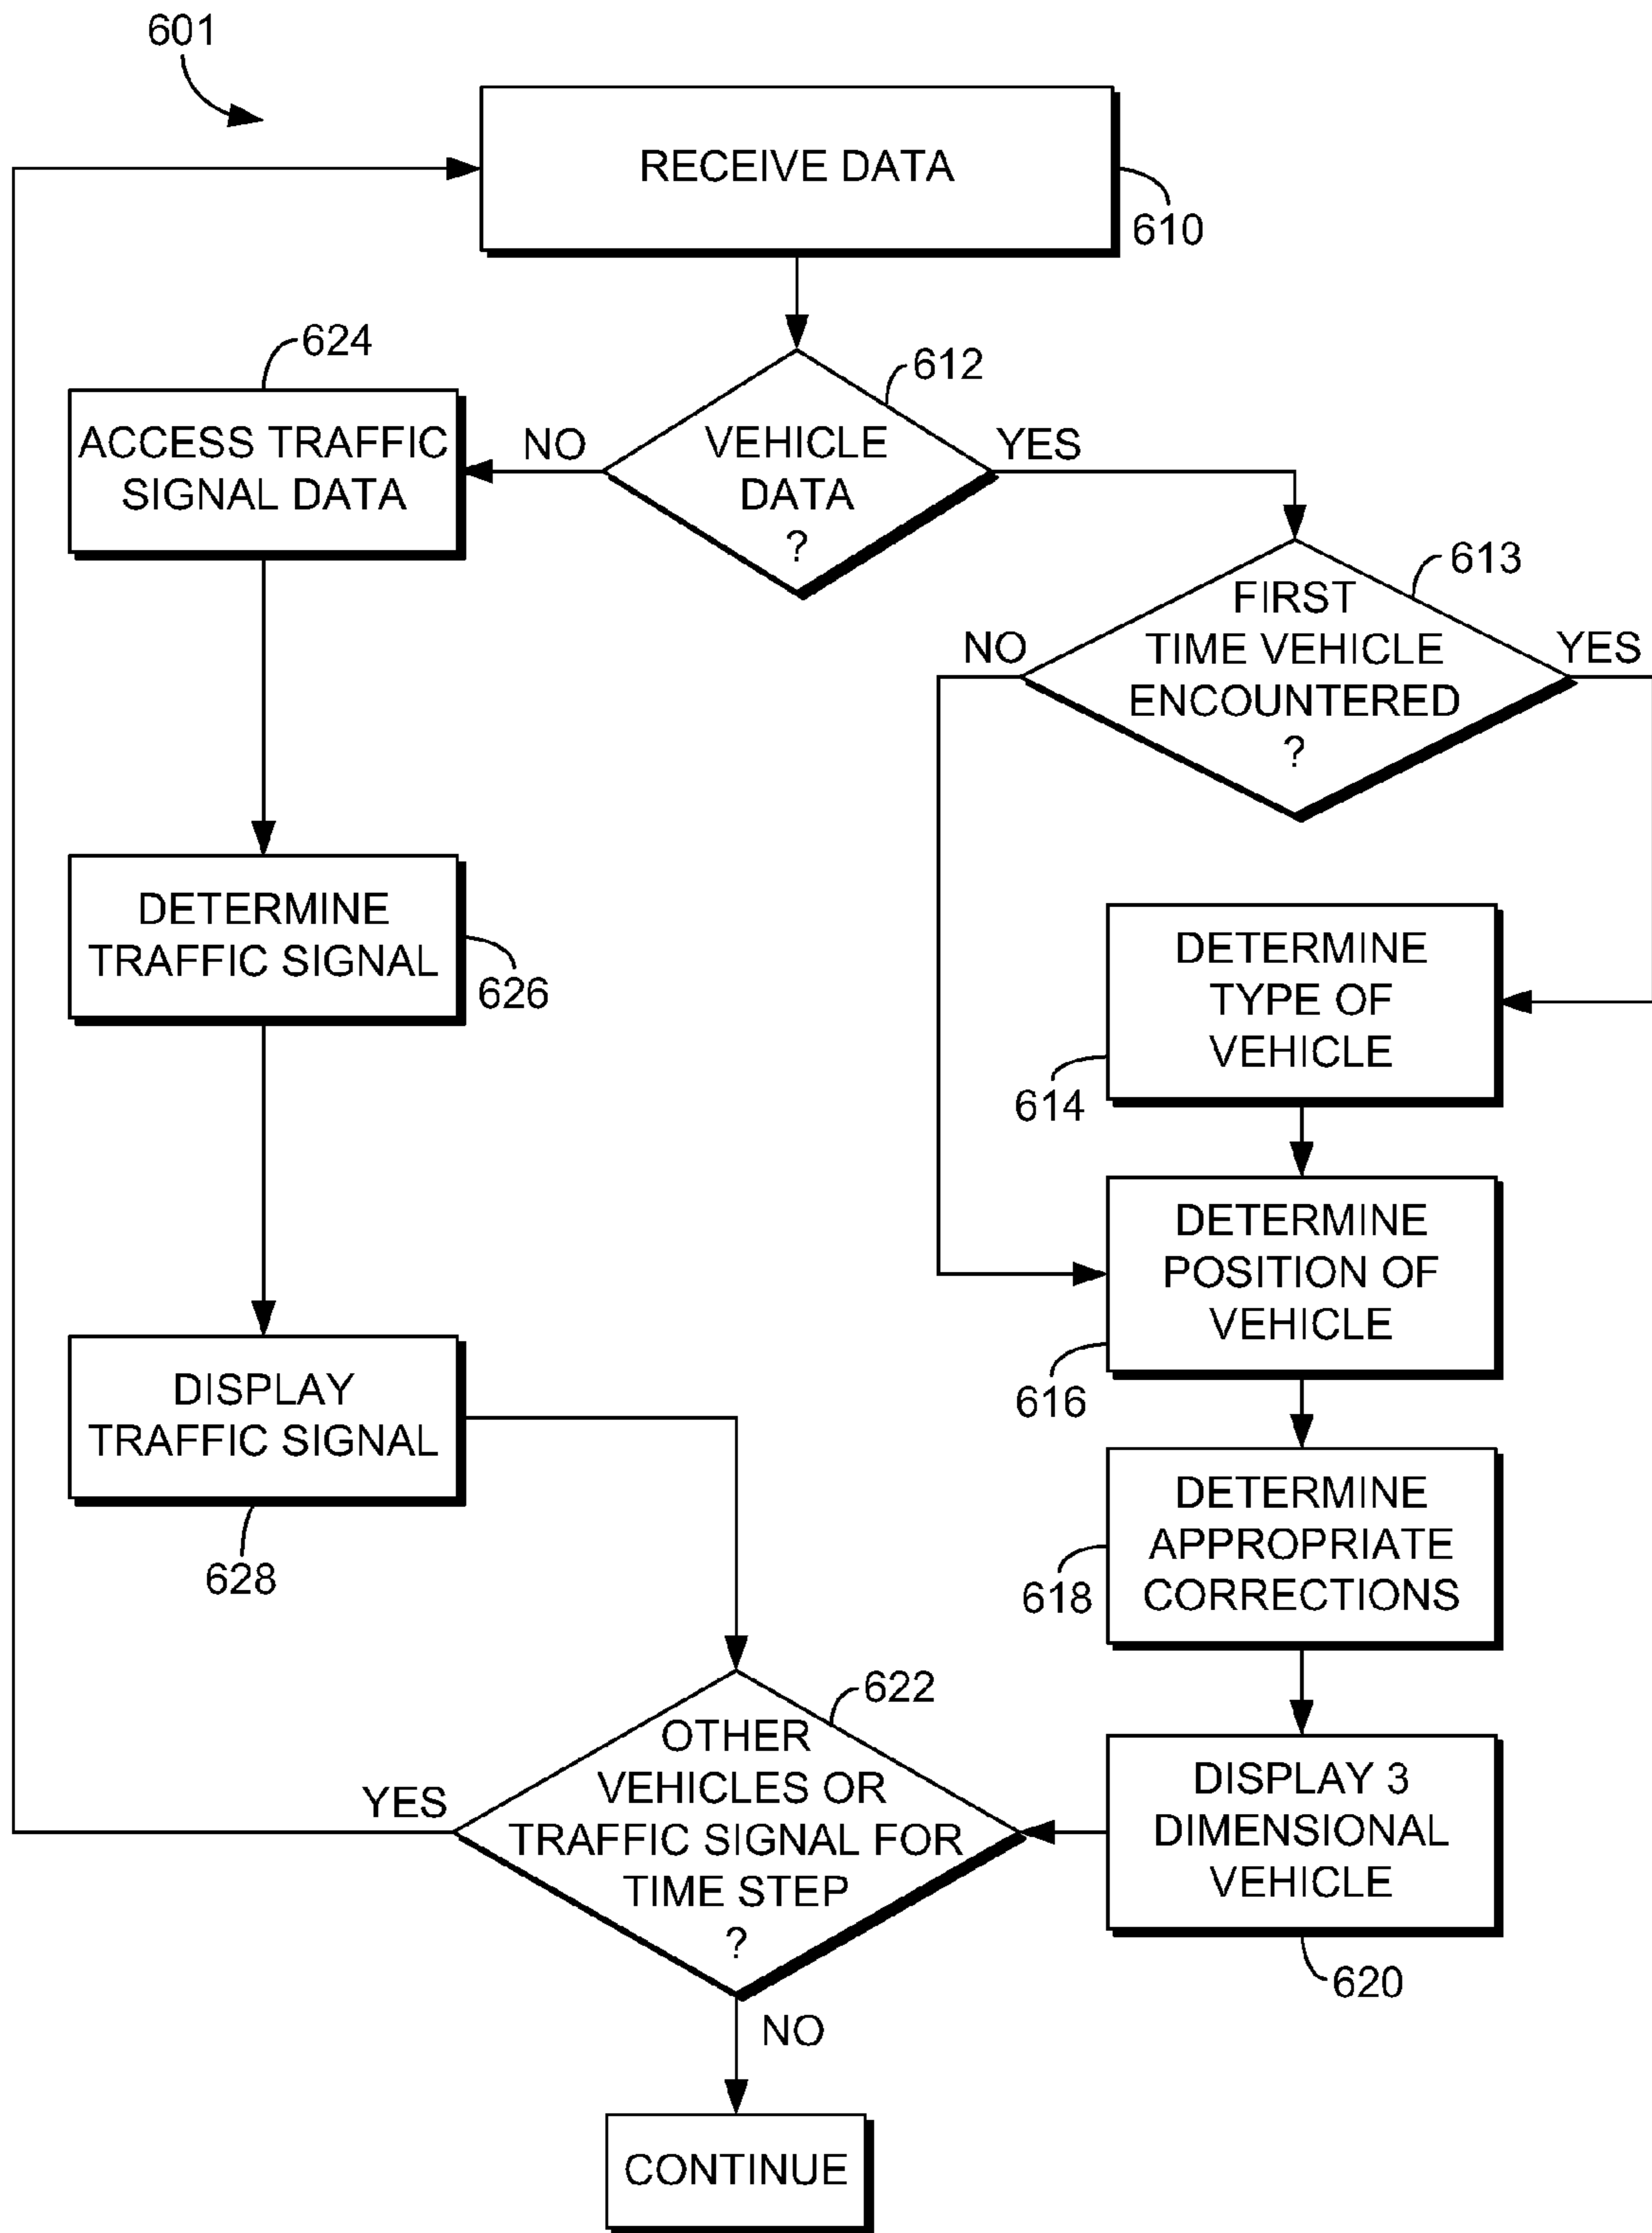 601
RECEIVE DATA
610
624
612
ACCESS TRAFFIC
SIGNAL DATA
NO
VEHICLE
DATA
?
YES
613
FIRST
TIME VEHICLE
ENCOUNTERED
?
NO
YES
DETERMINE
TRAFFIC SIGNAL
626
DETERMINE
TYPE OF
VEHICLE
614
DETERMINE
POSITION OF
VEHICLE
616
DISPLAY
TRAFFIC SIGNAL
628
DETERMINE
APPROPRIATE
CORRECTIONS
618
622
OTHER
VEHICLES OR
TRAFFIC SIGNAL FOR
TIME STEP
?
YES
DISPLAY 3
DIMENSIONAL
VEHICLE
620
NO
CONTINUE